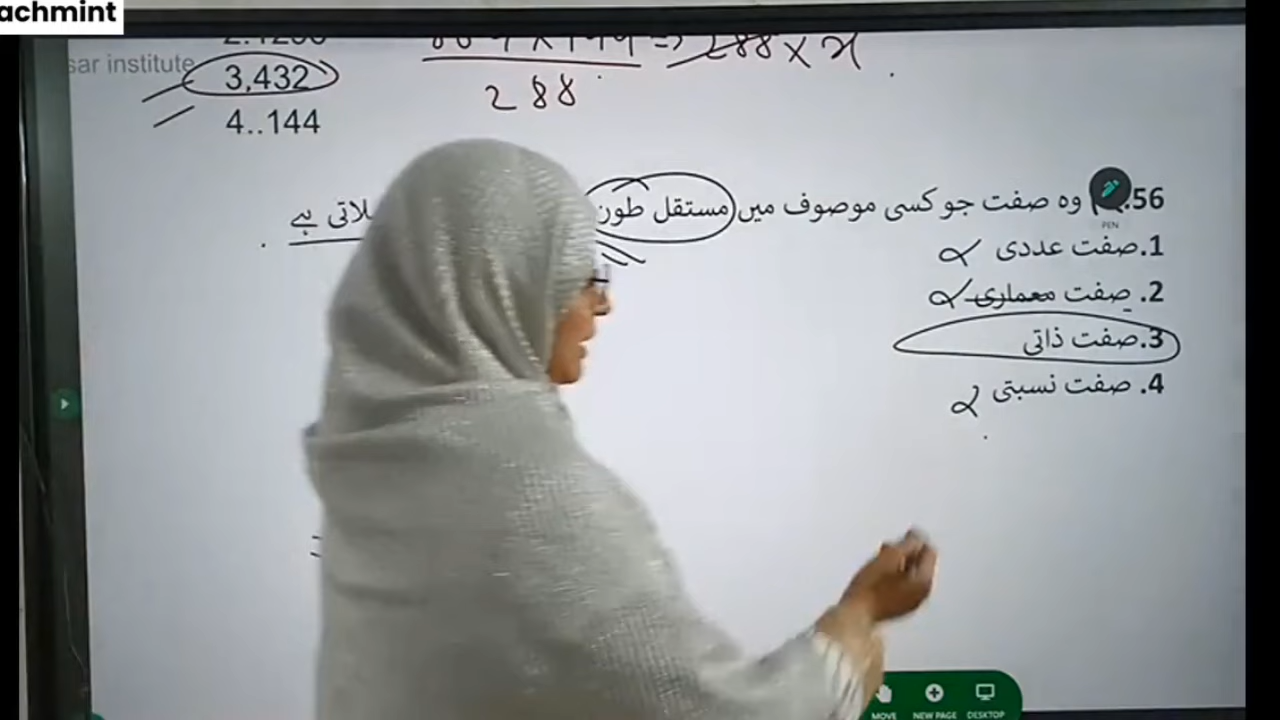 achmint
sar institute
3,432
4..144
288 x
288
.56 وہ صفت جو کسی موصوف میں مستقل طور لاتی ہے
PEN
1.صفت عددی
2. صفت معماری
3.صفت ذاتی
4. صفت نسبتی
MOVE NEW PAGE DESKTOP